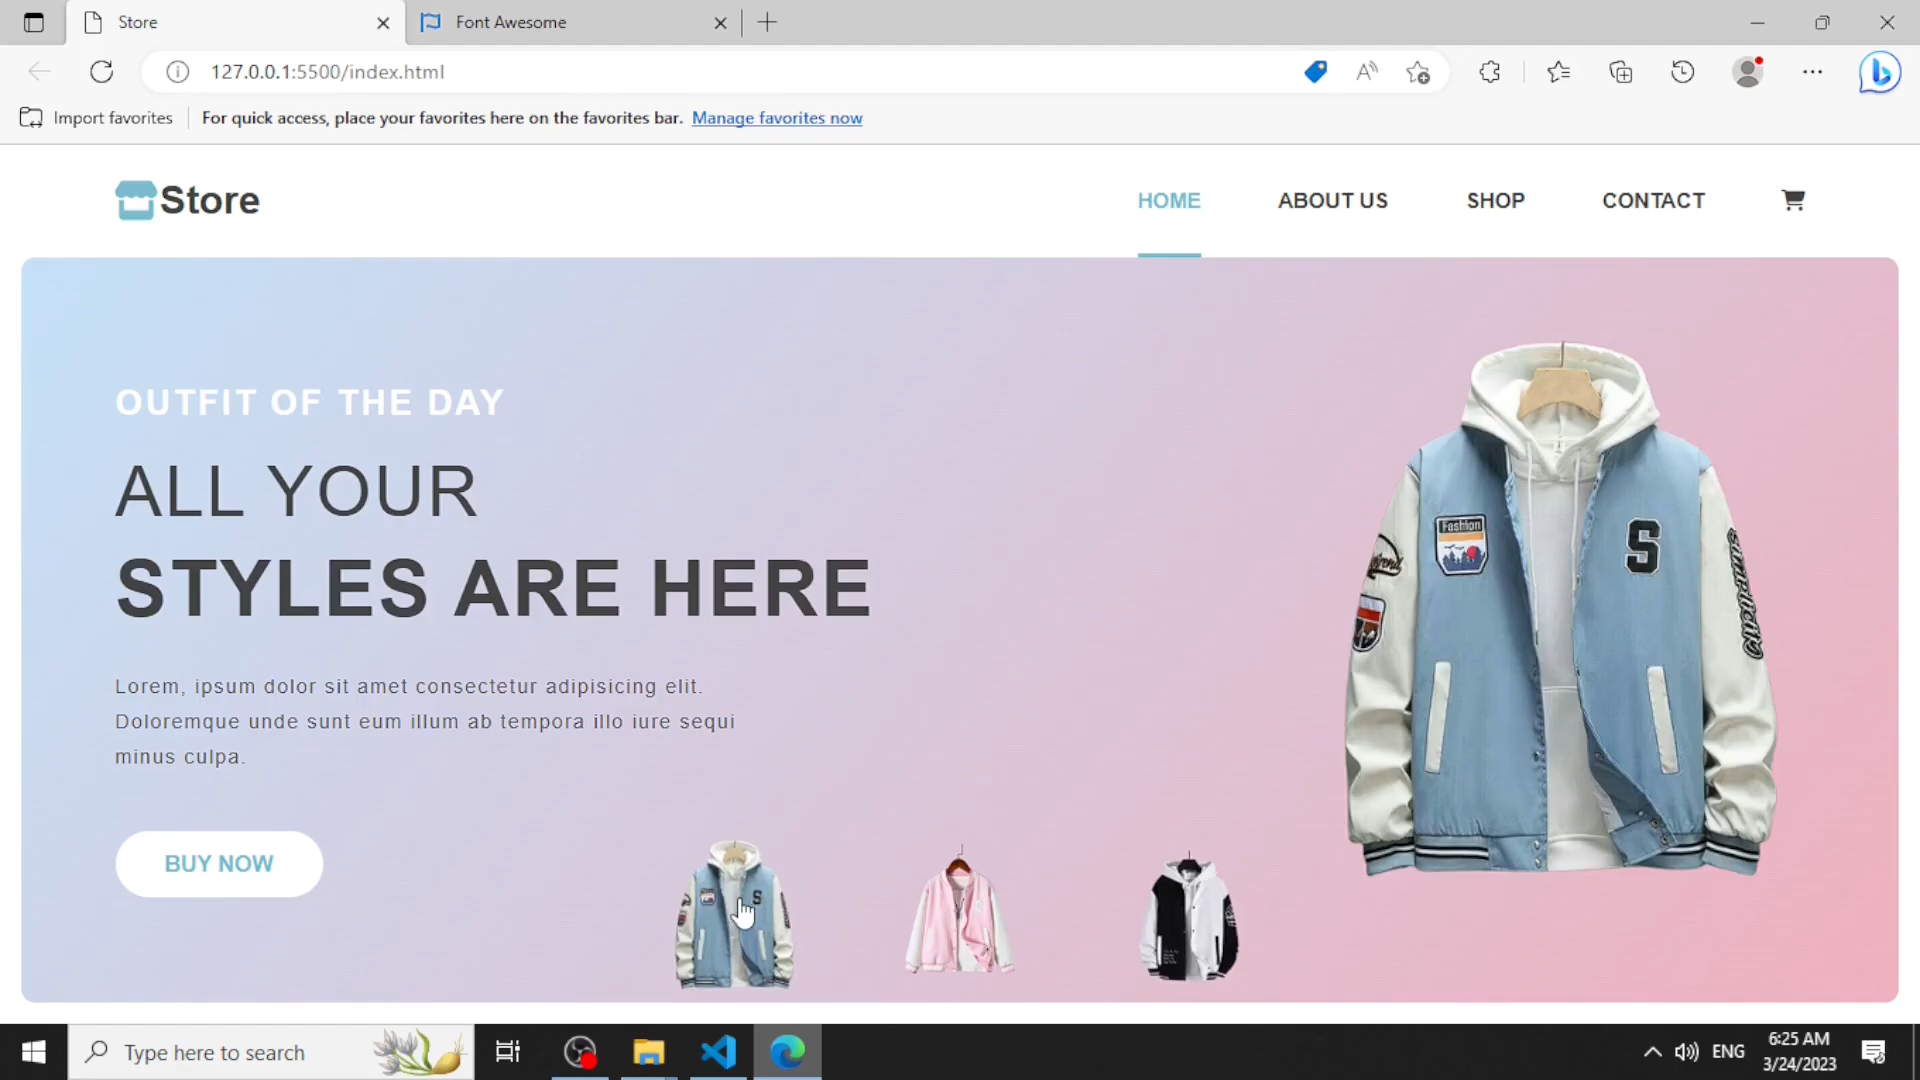 Store
Font Awesome
127.0.0.1:5500/index.html
Import favorites
For quick access, place your favorites here on the favorites bar. Manage favorites now
Store
HOME
ABOUT US
SHOP
CONTACT
OUTFIT OF THE DAY
ALL YOUR
STYLES ARE HERE
Lorem, ipsum dolor sit amet consectetur adipisicing elit.
Doloremque unde sunt eum illum ab tempora illo iure sequi
minus culpa.
BUY NOW
Fashion
S
S
Type here to search
ENG
6:25 AM
3/24/2023